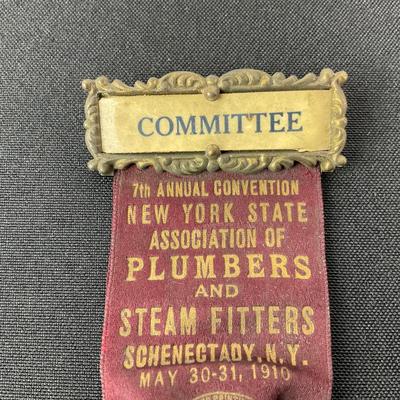 COMMITTEE
7th ANNUAL CONVENTION
NEW YORK STATE
ASSOCIATION OF
PLUMBERS
AND
STEAM FITTERS
SCHENECTADY, N.Y.
MAY 30-31, 1910